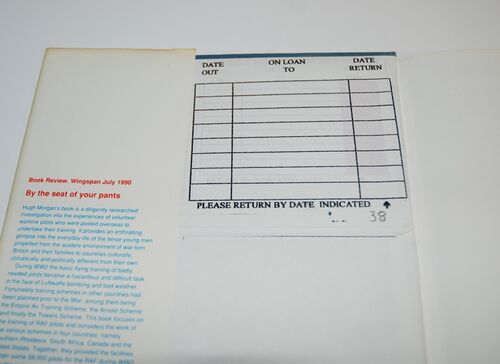 DATE OUT
ON LOAN TO
DATE RETURN
PLEASE RETURN BY DATE INDICATED ↑
38
Book Review, Wingspan July 1990
By the seat of your pants
Hugh Morgan's book is a diligently researched
investigation into the experiences of volunteer
wartime pilots who were posted overseas to
undertake their training. It provides an enthralling
glimpse into the everyday life of the tense young men
propelled from the austere environment of war torn
Britain and their families to countries culturally,
climatically and politically different from their own.
During WW2 the basic flying training of badly
needed pilots became a hazardous and difficult task
in the face of Luftwaffe bombing and bad weather.
Fortunately training schemes in other countries had
been planned prior to the War, among them being
the Empire Air Training Scheme, the Arnold Scheme
and finally the Towers Scheme. This book focuses on
the training of RAF pilots and considers the work of
various schemes in four countries, namely
Southern Rhodesia, South Africa, Canada and the
United States. Together, they provided the facilities
some 58,000 pilots for the RAF during WW2